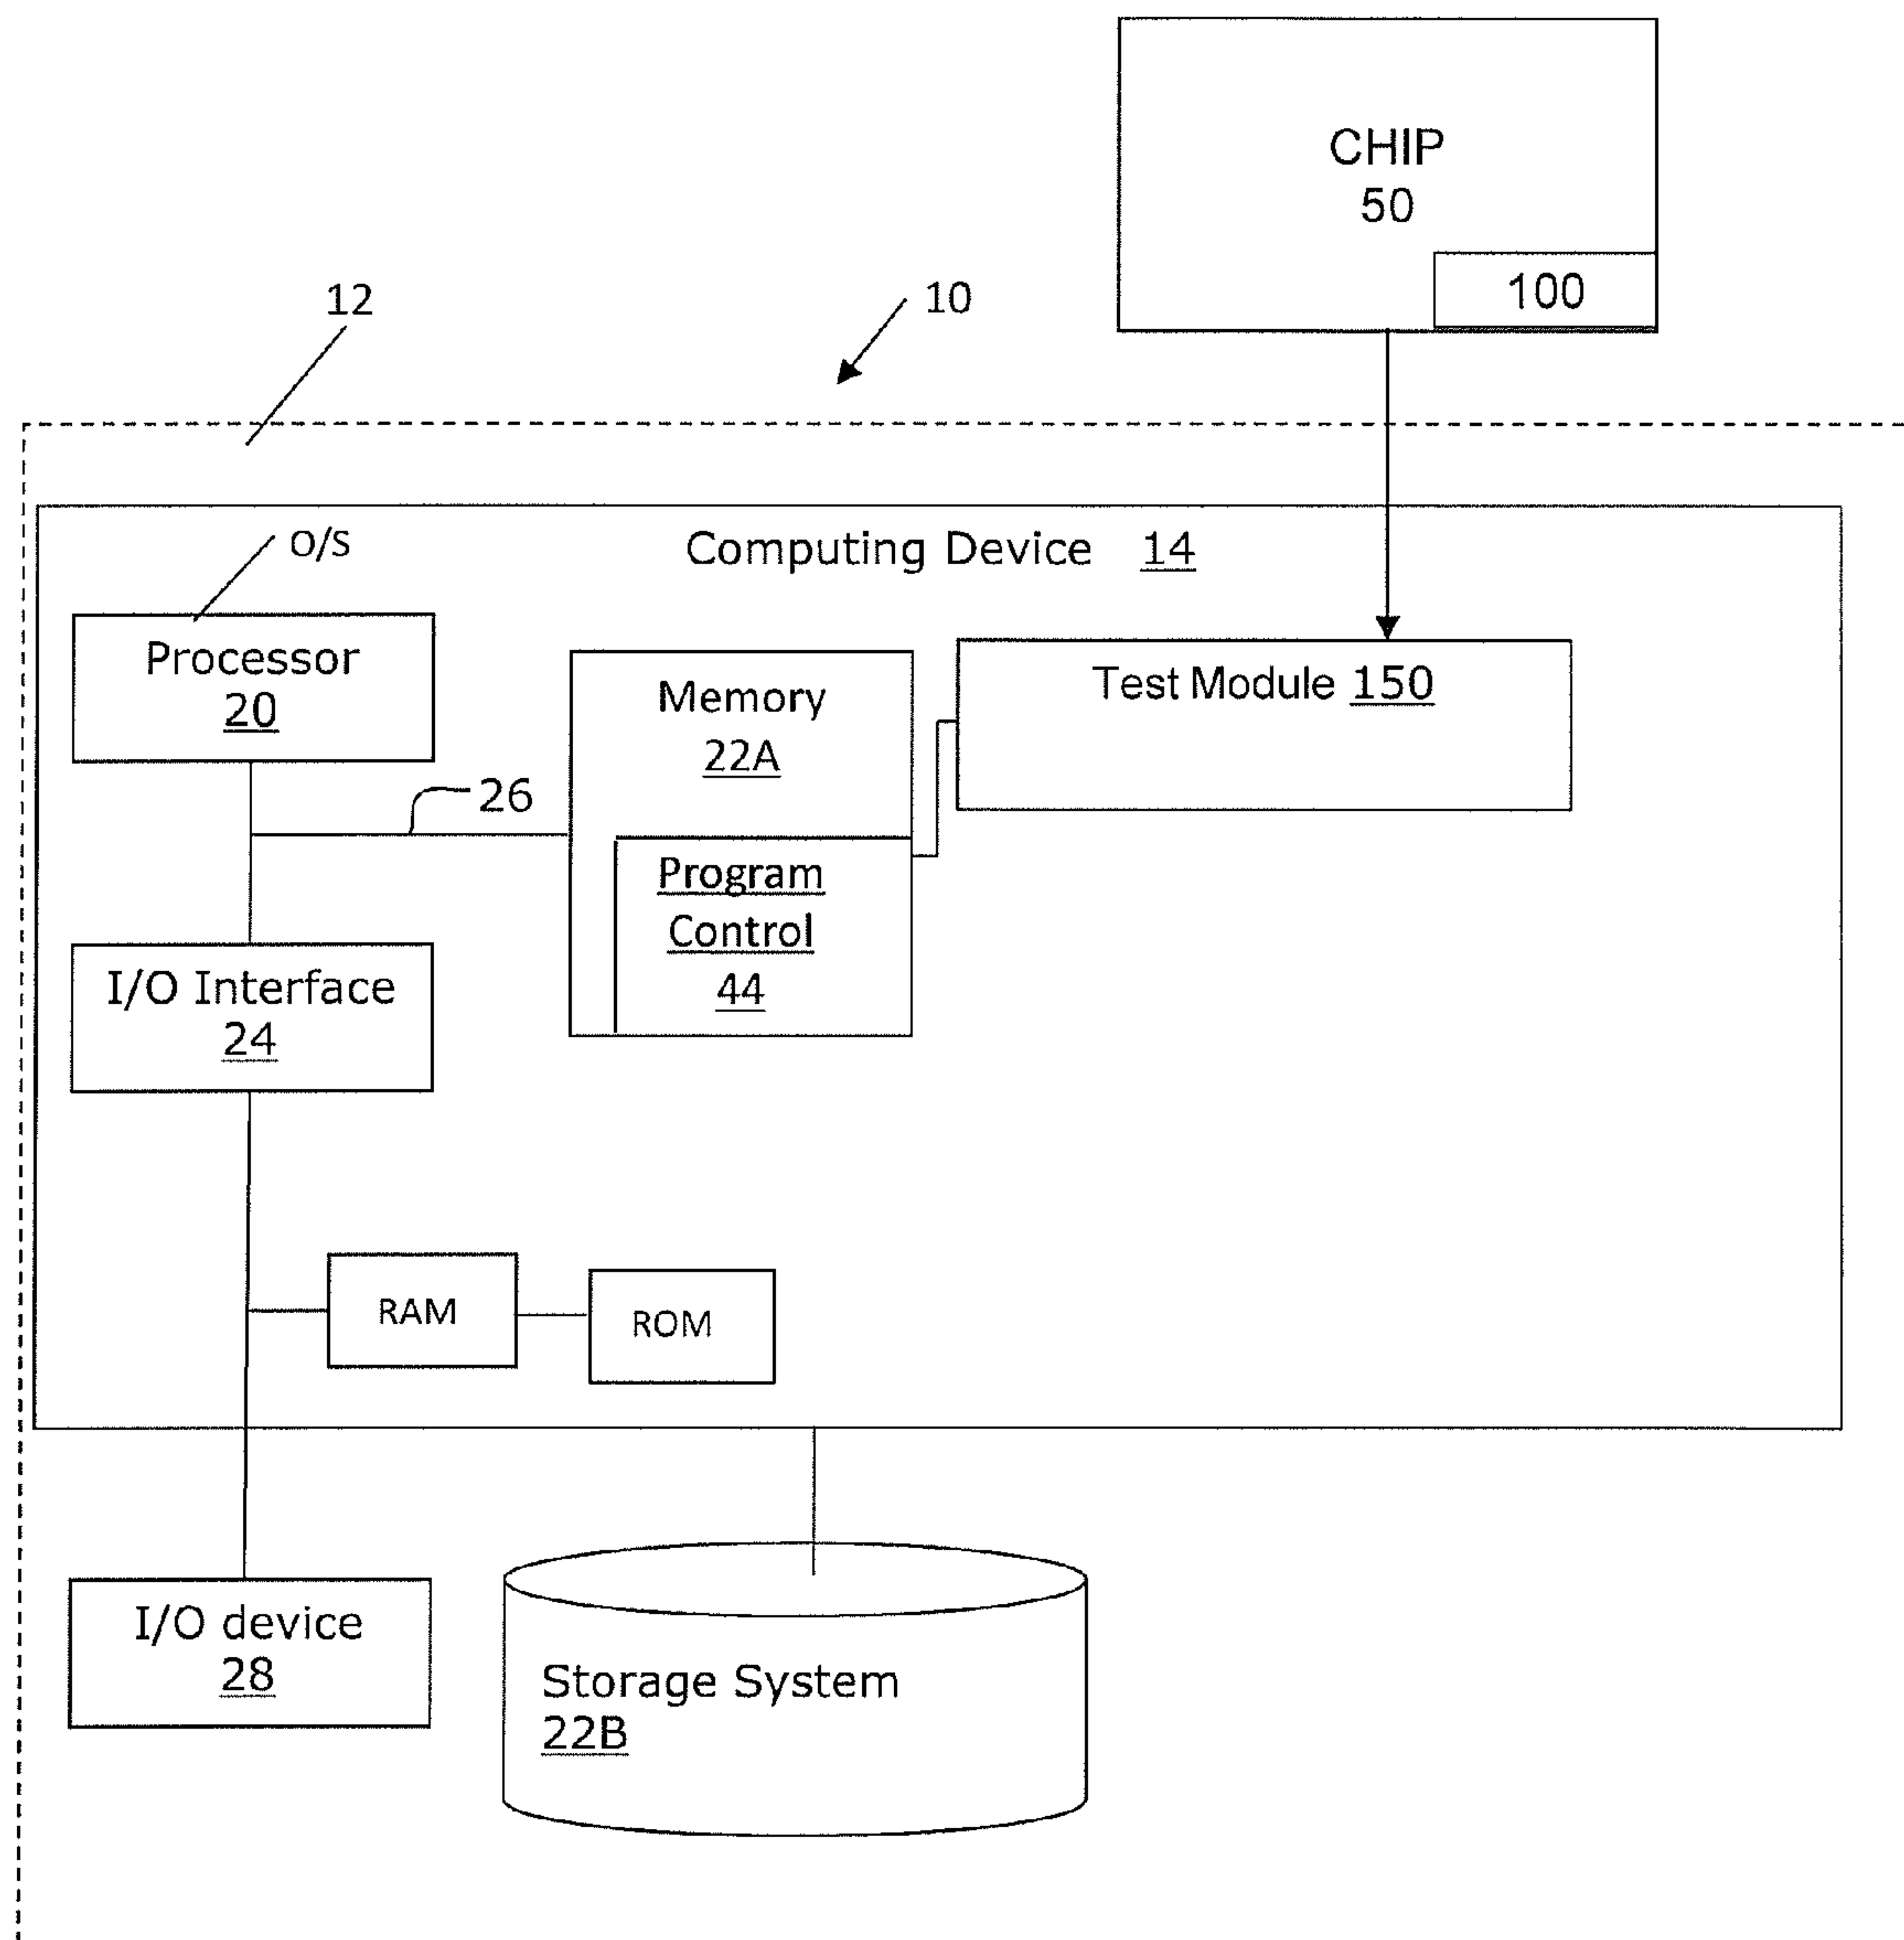 CHIP
50
100
12
10
O/S
Computing Device 14
Processor
20
Memory
22A
Test Module 150
26
Program
Control
44
I/O Interface
24
RAM
ROM
I/O device
28
Storage System
22B